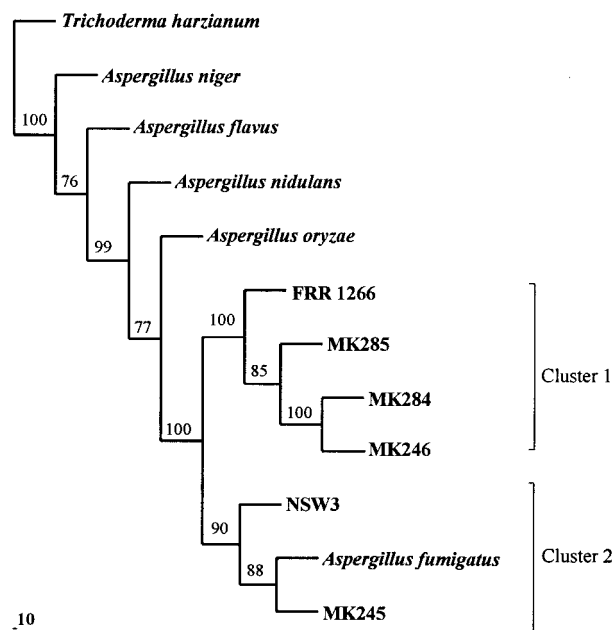 Trichoderma harzianum
Aspergillus niger
100
Aspergillus flavus
76
Aspergillus nidulans
99
Aspergillus oryzae
FRR 1266
100
77
MK285
85
Cluster 1
MK284
100
100
MK246
NSW3
90
Aspergillus fumigatus
Cluster 2
88
MK245
10